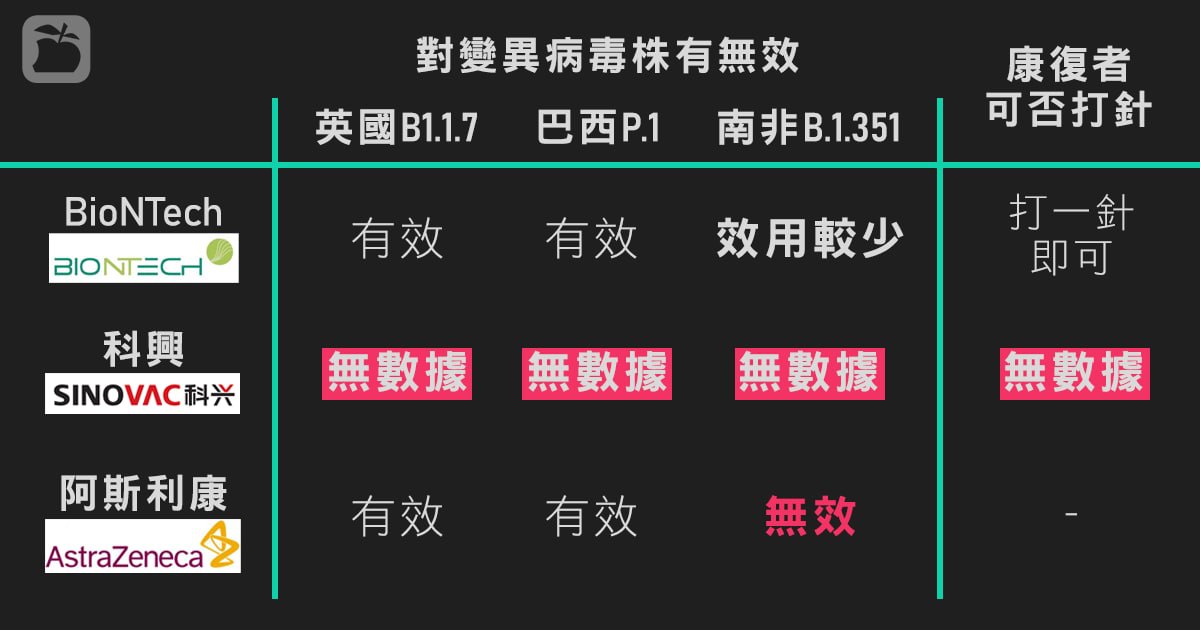 對變異病毒株有無效
康復者
可否打針
英國B1.1.7
巴西P.1
南非B.1.351
BioNTech
BIONTECH
有效
有效
效用較少
打一針
即可
科興
SINOVAC科兴
無數據
無數據
無數據
無數據
阿斯利康
AstraZeneca
有效
有效
無效
-